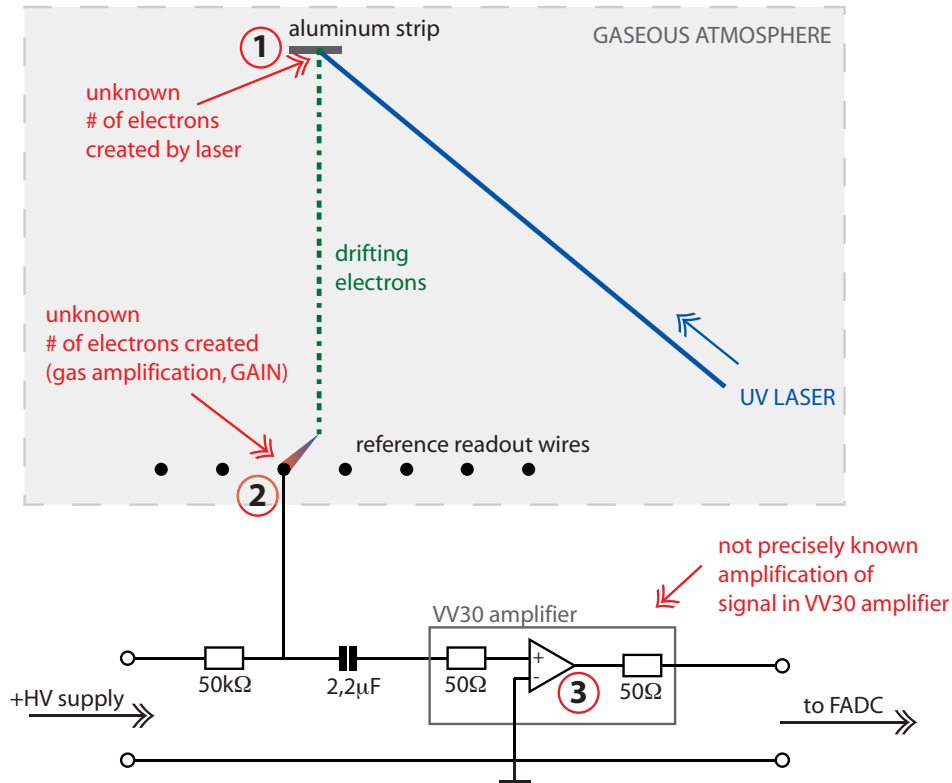 aluminum strip
GASEOUS ATMOSPHERE
1
unknown
# of electrons
created by laser
drifting
electrons
unknown
# of electrons created
(gas amplification, GAIN)
UV LASER
reference readout wires
2
not precisely known
amplification of
signal in VV30 amplifier
VV30 amplifier
+
-
3
50kΩ
2,2µF
50Ω
50Ω
+HV supply
to FADC